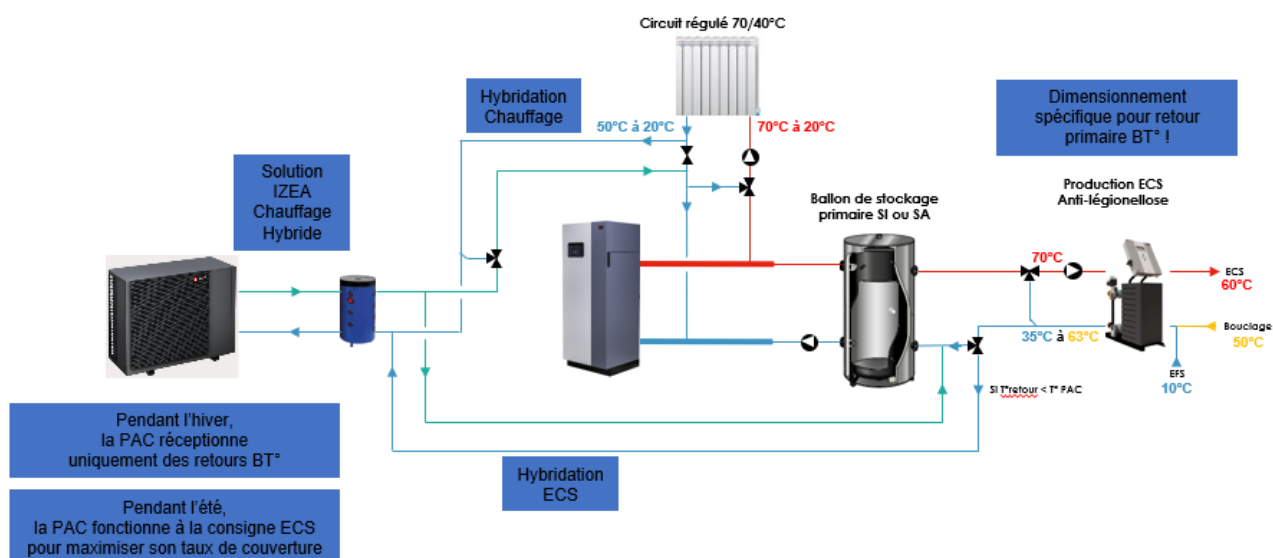 Circuit régulé 70/40°C
Hybridation
Chauffage
50°C à 20°C
70°C à 20°C
Dimensionnement
spécifique pour retour
primaire BT° !
Solution
IZEA
Chauffage
Hybride
Ballon de stockage
primaire SI ou SA
Production ECS
Anti-légionellose
70°C
ECS
60°C
35°C à 63°C
Bouclage
50°C
EFS
10°C
SI T°retour < T° PAC
Pendant l'hiver,
la PAC réceptionne
uniquement des retours BT°
Hybridation
ECS
Pendant l'été,
la PAC fonctionne à la consigne ECS
pour maximiser son taux de couverture